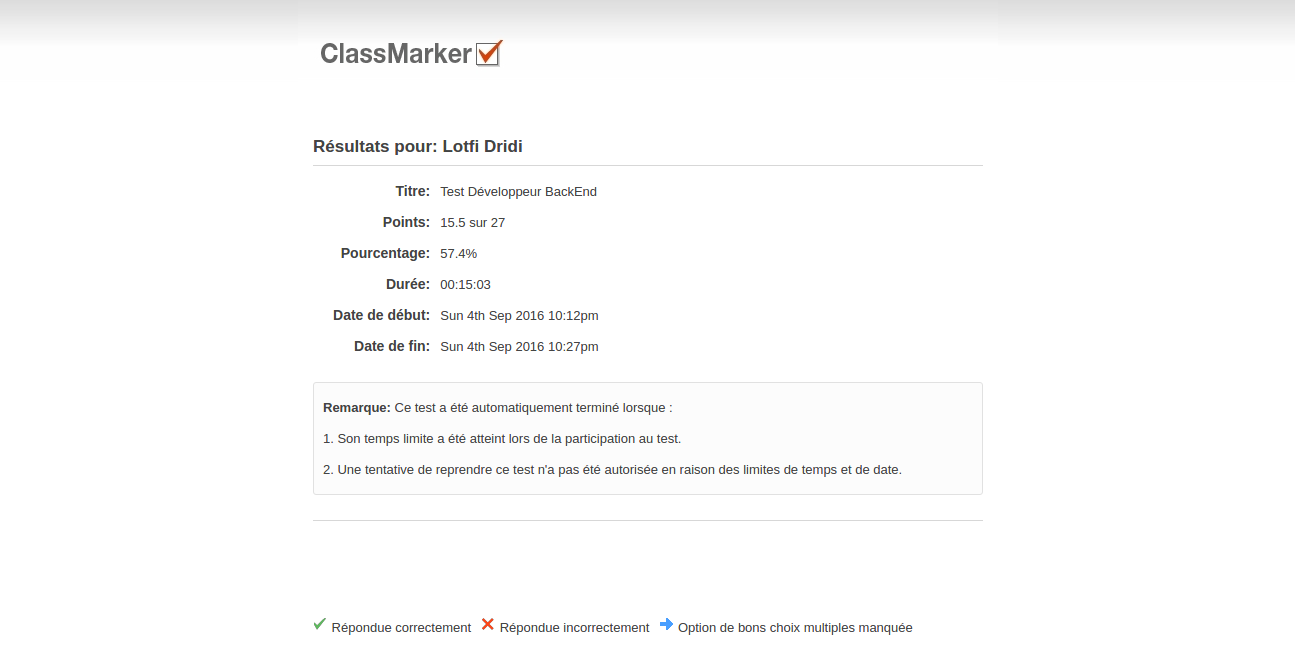 ClassMarker
Résultats pour: Lotfi Dridi
Titre: Test Développeur BackEnd
Points: 15.5 sur 27
Pourcentage: 57.4%
Durée: 00:15:03
Date de début: Sun 4th Sep 2016 10:12pm
Date de fin: Sun 4th Sep 2016 10:27pm
Remarque: Ce test a été automatiquement terminé lorsque :
1. Son temps limite a été atteint lors de la participation au test.
2. Une tentative de reprendre ce test n'a pas été autorisée en raison des limites de temps et de date.
Répondue correctement Répondue incorrectement Option de bons choix multiples manquée